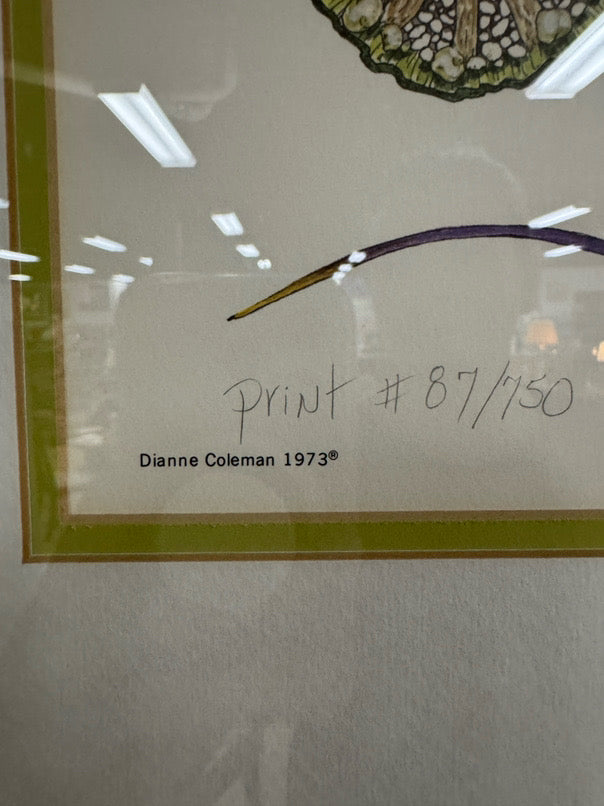 print # 87/750
Dianne Coleman 1973®